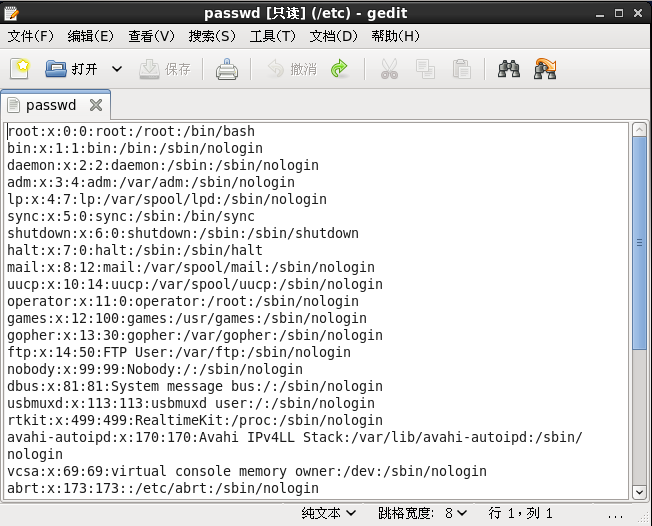 passwd [只读] (/etc) - gedit
文件(F) 编辑(E) 查看(V) 搜索(S) 工具(T) 文档(D) 帮助(H)
打开 保存 撤消
passwd
root:x:0:0:root:/root:/bin/bash
bin:x:1:1:bin:/bin:/sbin/nologin
daemon:x:2:2:daemon:/sbin:/sbin/nologin
adm:x:3:4:adm:/var/adm:/sbin/nologin
lp:x:4:7:lp:/var/spool/lpd:/sbin/nologin
sync:x:5:0:sync:/sbin:/bin/sync
shutdown:x:6:0:shutdown:/sbin:/sbin/shutdown
halt:x:7:0:halt:/sbin:/sbin/halt
mail:x:8:12:mail:/var/spool/mail:/sbin/nologin
uucp:x:10:14:uucp:/var/spool/uucp:/sbin/nologin
operator:x:11:0:operator:/root:/sbin/nologin
games:x:12:100:games:/usr/games:/sbin/nologin
gopher:x:13:30:gopher:/var/gopher:/sbin/nologin
ftp:x:14:50:FTP User:/var/ftp:/sbin/nologin
nobody:x:99:99:Nobody:/:/sbin/nologin
dbus:x:81:81:System message bus:/:/sbin/nologin
usbmuxd:x:113:113:usbmuxd user:/:/sbin/nologin
rtkit:x:499:499:RealtimeKit:/proc:/sbin/nologin
avahi-autoipd:x:170:170:Avahi IPv4LL Stack:/var/lib/avahi-autoipd:/sbin/
nologin
vcsa:x:69:69:virtual console memory owner:/dev:/sbin/nologin
abrt:x:173:173::/etc/abrt:/sbin/nologin
纯文本 跳格宽度: 8 行 1，列 1 ...